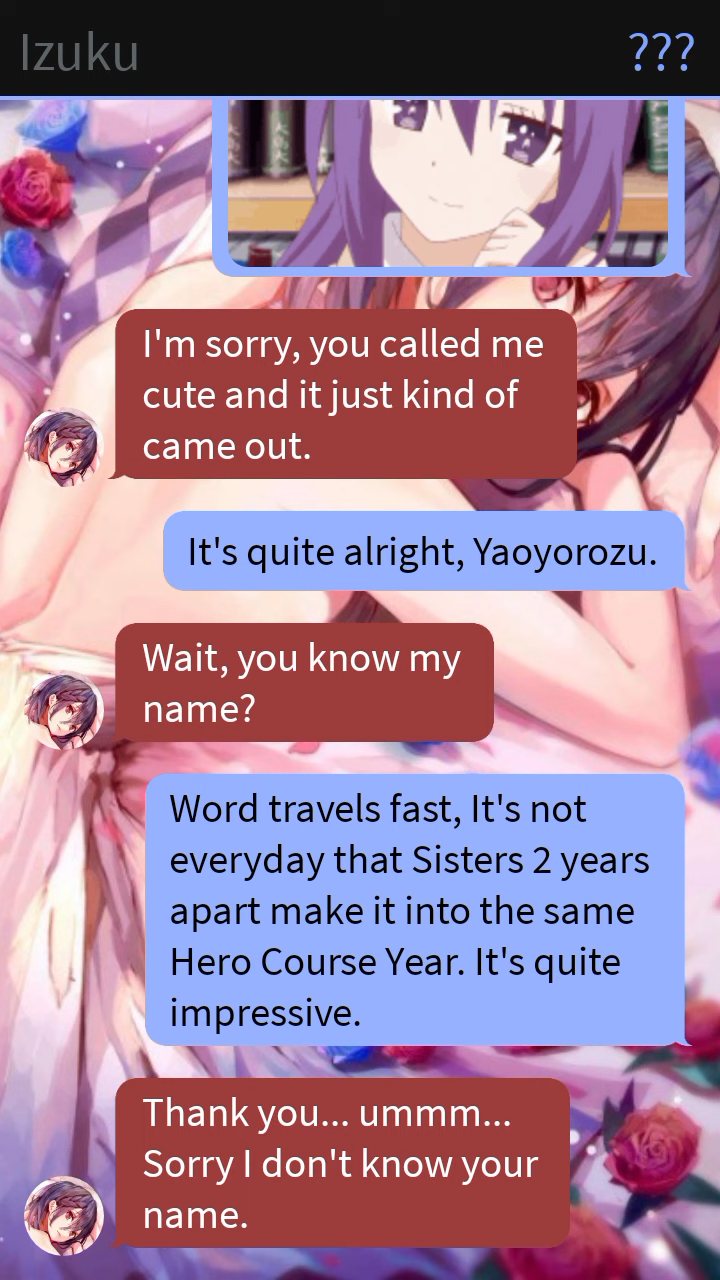 Izuku
???
I'm sorry, you called me
cute and it just kind of
came out.
It's quite alright, Yaoyorozu.
Wait, you know my
name?
Word travels fast, It's not
everyday that Sisters 2 years
apart make it into the same
Hero Course Year. It's quite
impressive.
Thank you... ummm...
Sorry I don't know your
name.